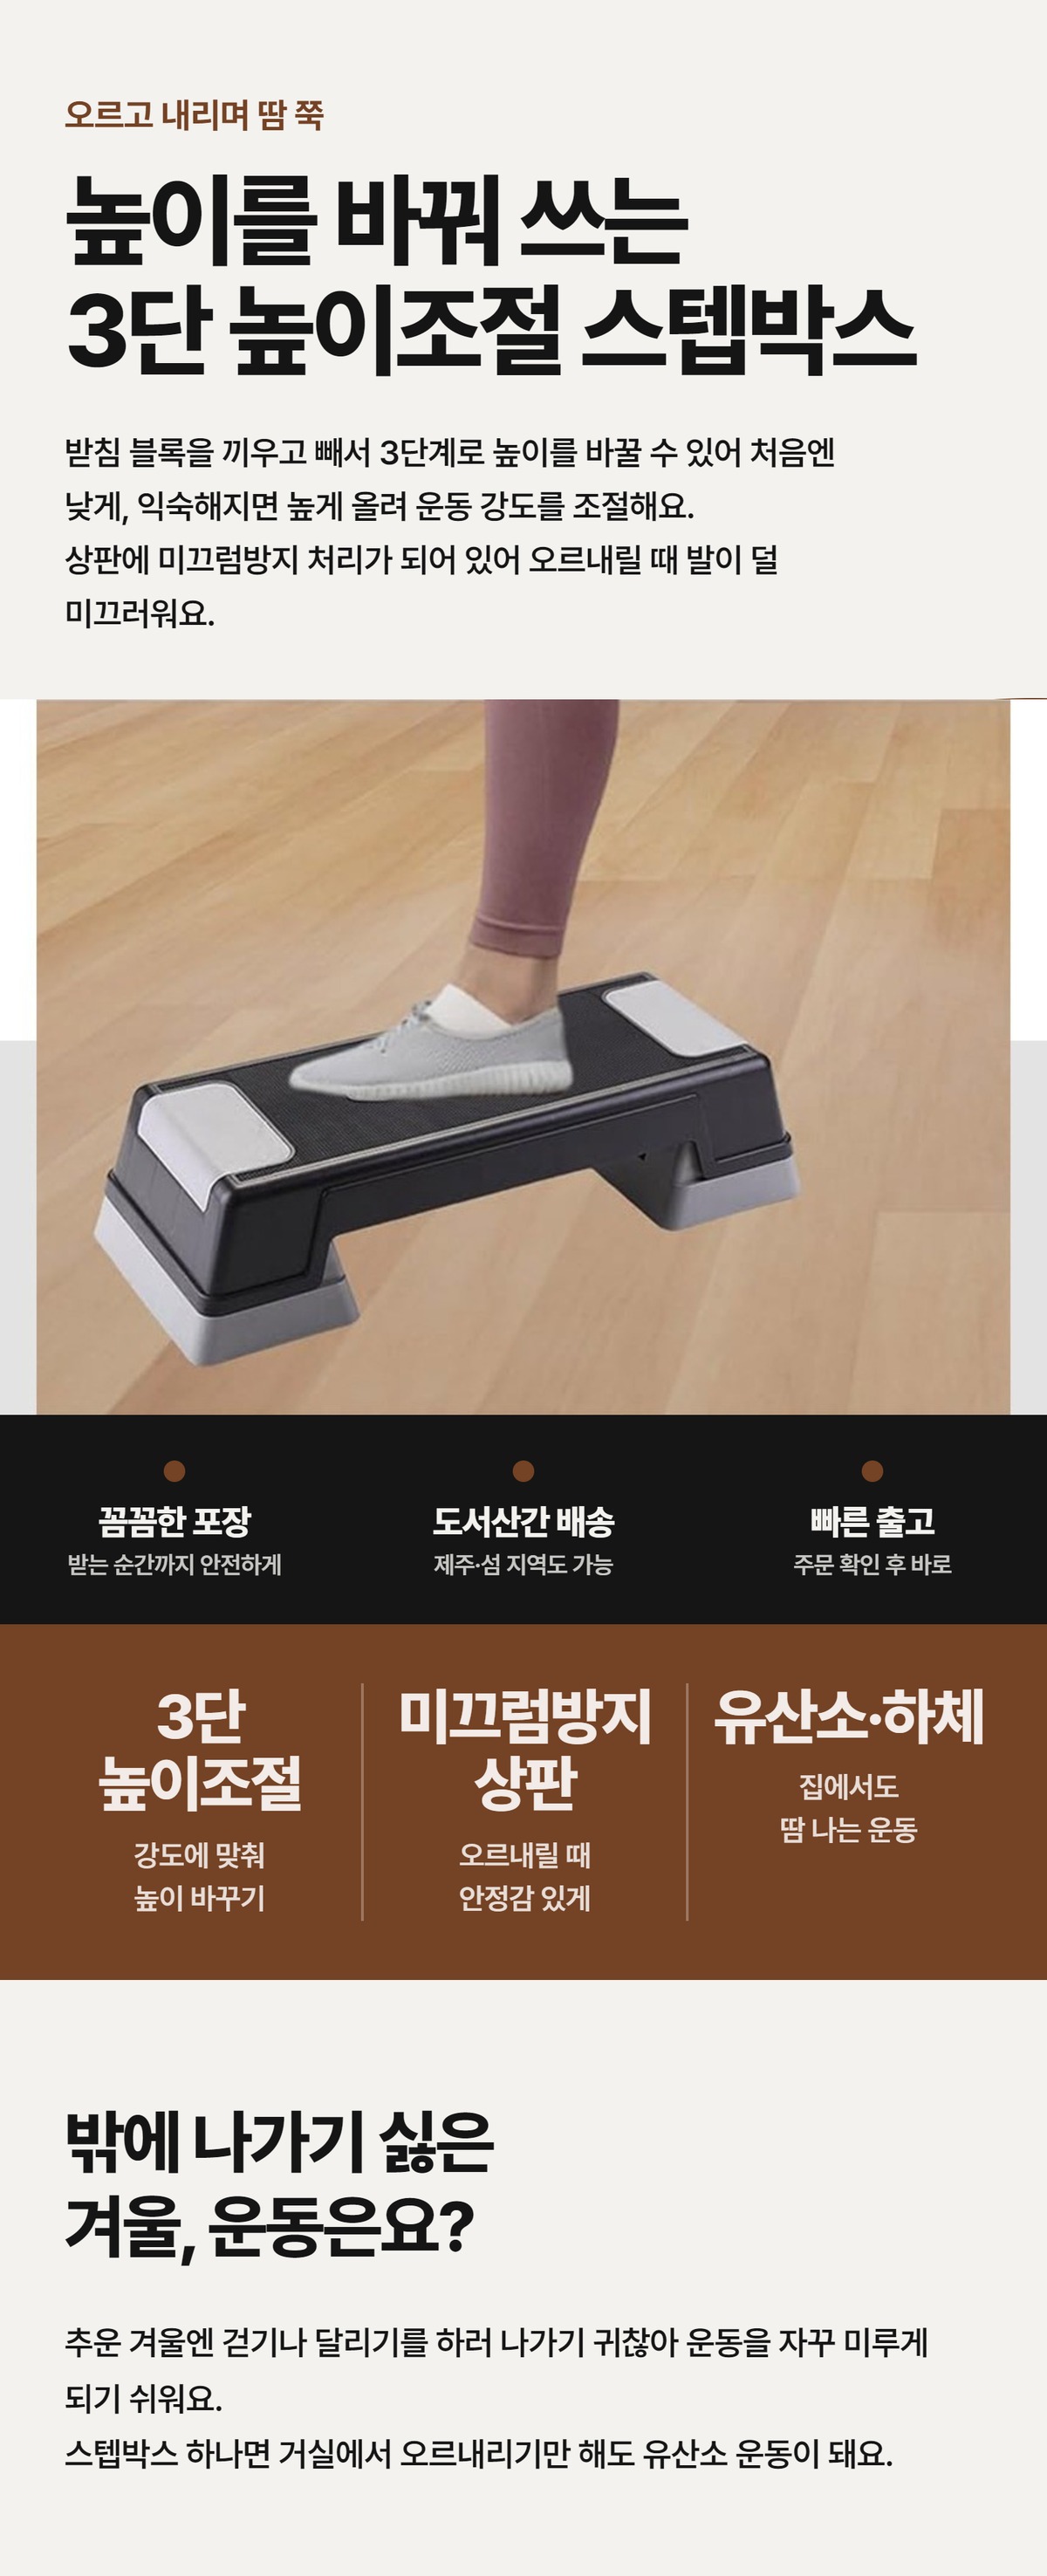 오르고 내리며 땀 쭉
높이를 바꿔 쓰는
3단 높이조절 스텝박스
받침 블록을 끼우고 빼서 3단계로 높이를 바꿀 수 있어 처음엔
낮게, 익숙해지면 높게 올려 운동 강도를 조절해요.
상판에 미끄럼방지 처리가 되어 있어 오르내릴 때 발이 덜
미끄러워요.
꼼꼼한 포장
받는 순간까지 안전하게
도서산간 배송
제주·섬 지역도 가능
빠른 출고
주문 확인 후 바로
3단
높이조절
강도에 맞춰
높이 바꾸기
미끄럼방지
상판
오르내릴 때
안정감 있게
유산소·하체
집에서도
땀 나는 운동
밖에 나가기 싫은
겨울, 운동은요?
추운 겨울엔 걷기나 달리기를 하러 나가기 귀찮아 운동을 자꾸 미루게
되기 쉬워요.
스텝박스 하나면 거실에서 오르내리기만 해도 유산소 운동이 돼요.